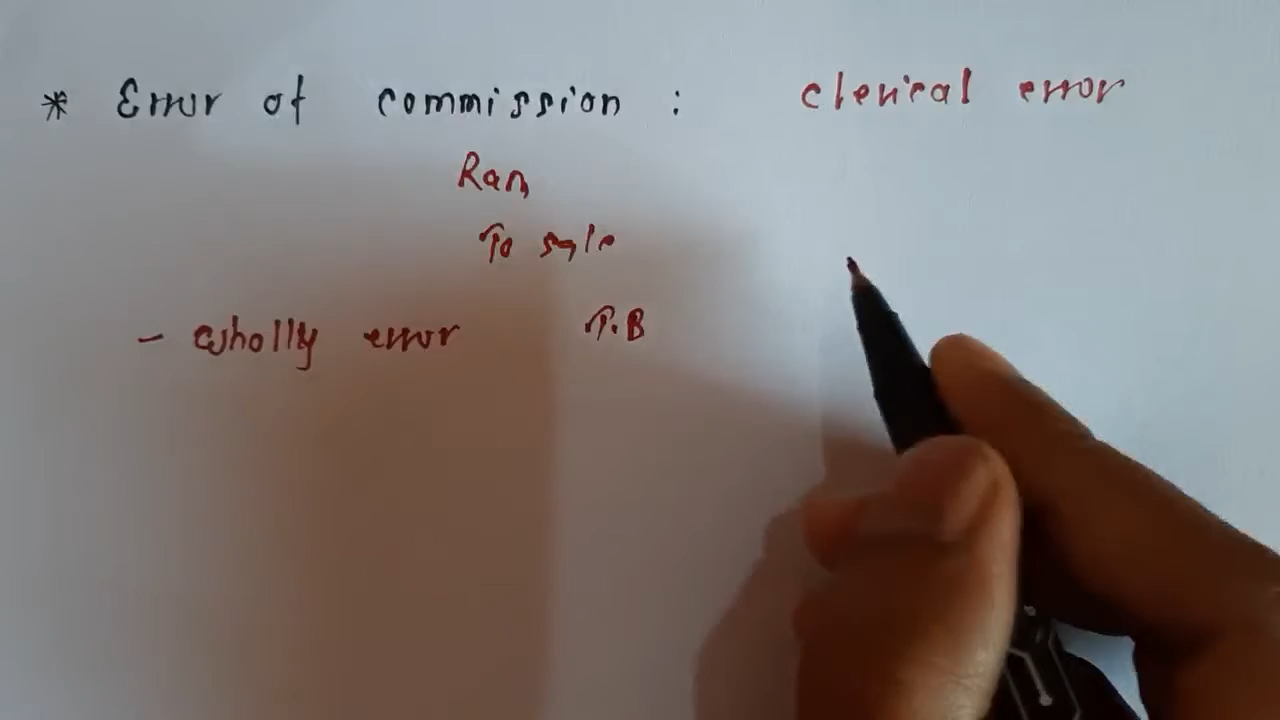 * Error of commission : clerical error
Ram
To sale
- wholly error T.B